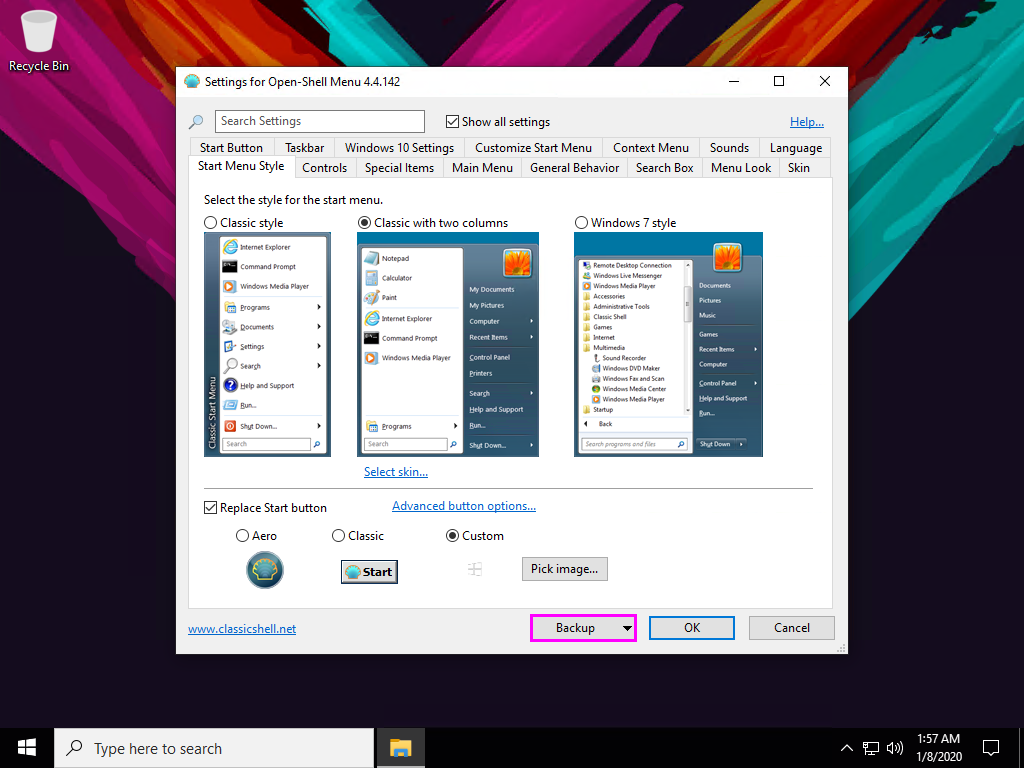 Recycle Bin
Settings for Open-Shell Menu 4.4.142
Search Settings
Show all settings
Help...
Start Button Taskbar Windows 10 Settings Customize Start Menu Context Menu Sounds Language
Start Menu Style Controls Special Items Main Menu General Behavior Search Box Menu Look Skin
Select the style for the start menu.
Classic style
Classic Start Menu
Internet Explorer
Command Prompt
Windows Media Player
Programs
Documents
Settings
Search
Help and Support
Run...
Shut Down...
Search
Classic with two columns
Notepad
Calculator
Paint
Internet Explorer
Command Prompt
Windows Media Player
Programs
Search
My Documents
My Pictures
Computer
Recent Items
Control Panel
Printers
Search
Help and Support
Run...
Shut Down...
Windows 7 style
Remote Desktop Connection
Windows Live Messenger
Windows Media Player
Accessories
Administrative Tools
Classic Shell
Games
Internet
Multimedia
Sound Recorder
Windows DVD Maker
Windows Fax and Scan
Windows Media Center
Windows Media Player
Startup
Back
Search programs and files
Documents
Pictures
Music
Games
Recent Items
Computer
Control Panel
Help and Support
Run...
Shut Down
Select skin...
Replace Start button
Advanced button options...
Aero Classic Custom
Start
Pick image...
www.classicshell.net
Backup
OK
Cancel
Type here to search
1:57 AM
1/8/2020